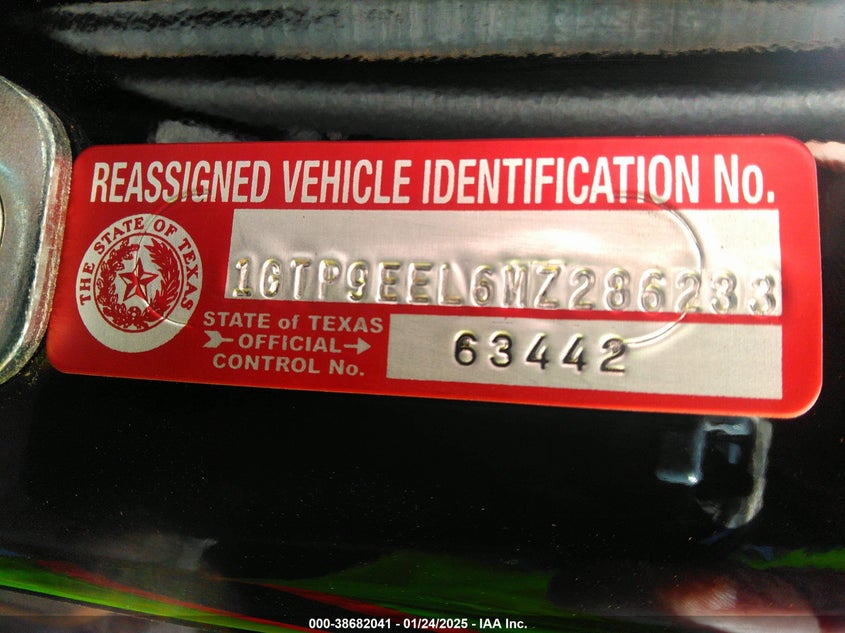 REASSIGNED VEHICLE IDENTIFICATION No.
THE STATE OF TEXAS
1GTP9EEL6MZ286233
STATE of TEXAS
OFFICIAL
CONTROL No.
63442
000-38682041 - 01/24/2025 - IAA Inc.